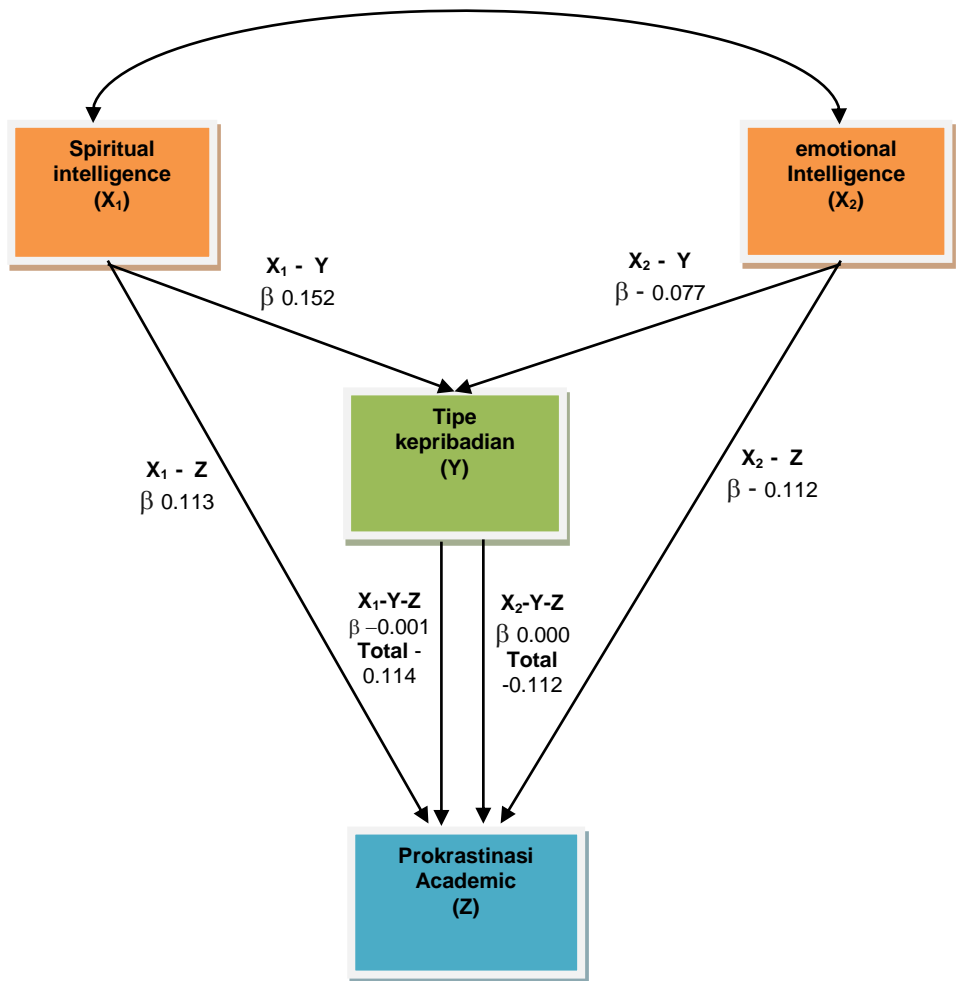 Spiritual
intelligence
(X₁)
emotional
Intelligence
(X₂)
X₁ - Y
β 0.152
X₂ - Y
β - 0.077
Tipe
kepribadian
(Y)
X₁ - Z
β 0.113
X₂ - Z
β - 0.112
X₁-Y-Z
β –0.001
Total -
0.114
X₂-Y-Z
β 0.000
Total
-0.112
Prokrastinasi
Academic
(Z)